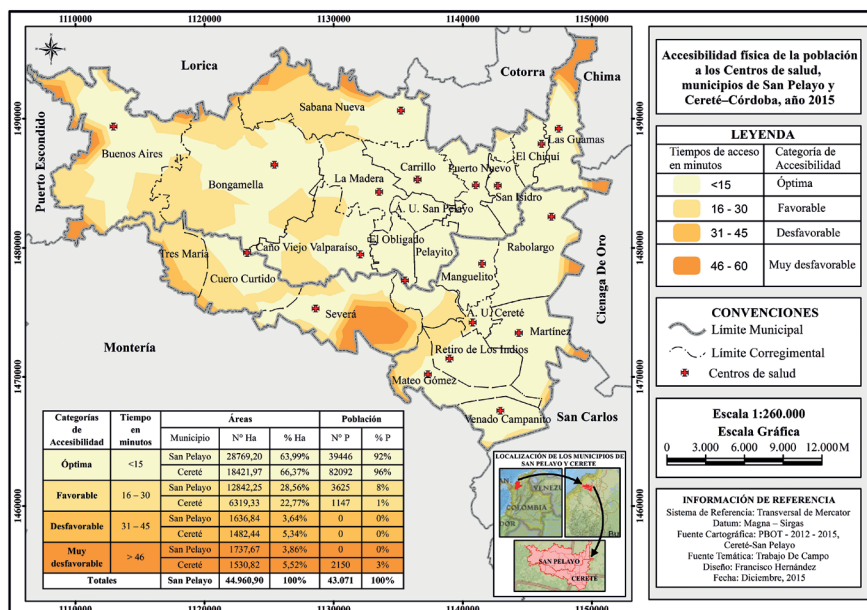 1110000
1120000
1130000
1140000
1150000
1490000
1480000
1470000
1460000
1490000
1480000
1470000
1460000
Lorica
Cotorra
Chima
Puerto Escondido
Cienaga De Oro
Montería
San Carlos
Sabana Nueva
Buenos Aires
Bongamella
La Madera
Carrillo
Puerto Nuevo
El Chiquí
Las Guamas
San Isidro
A. U. San Pelayo
El Obligado
Pelayito
Caño Viejo Valparaíso
Tres María
Cuero Curtido
Rabolargo
Manguelito
Severá
A. U. Cereté
Martínez
Retiro de Los Indios
Mateo Gómez
Venado Campanito
Categorías de Accesibilidad
Tiempo en minutos
Áreas
Población
Municipio
N° Ha
% Ha
N° P
% P
Óptima <15 San Pelayo 28769,20 63,99% 39446 92%
Cereté 18421,97 66,37% 82092 96%
Favorable 16 – 30 San Pelayo 12842,25 28,56% 3625 8%
Cereté 6319,33 22,77% 1147 1%
Desfavorable 31 – 45 San Pelayo 1636,84 3,64% 0 0%
Cereté 1482,44 5,34% 0 0%
Muy desfavorable > 46 San Pelayo 1737,67 3,86% 0 0%
Cereté 1530,82 5,52% 2150 3%
Totales San Pelayo 44.960,90 100% 43.071 100%
LOCALIZACIÓN DE LOS MUNICIPIOS DE
SAN PELAYO Y CERETE
VENEZU
COLOMBIA
DOR
Bu
SAN PELAYO
CERETÉ
1110000
1120000
1130000
1140000
1150000
Accesibilidad física de la población
a los Centros de salud,
municipios de San Pelayo y
Cereté–Córdoba, año 2015
LEYENDA
Tiempos de acceso
en minutos
Categoría de
Accesibilidad
<15 Óptima
16 - 30 Favorable
31 - 45 Desfavorable
46 - 60 Muy desfavorable
CONVENCIONES
Límite Municipal
Límite Corregimental
Centros de salud
Escala 1:260.000
Escala Gráfica
0 3.000 6.000 9.000 12.000 M
INFORMACIÓN DE REFERENCIA
Sistema de Referencia: Transversal de Mercator
Datum: Magna – Sirgas
Fuente Cartográfica: PBOT - 2012 - 2015,
Cereté-San Pelayo
Fuente Temática: Trabajo De Campo
Diseño: Francisco Hernández
Fecha: Diciembre, 2015